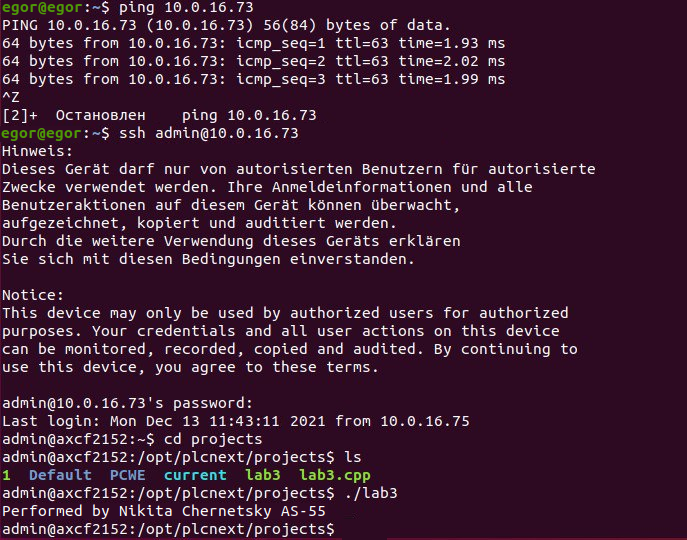 egor@egor:~$ ping 10.0.16.73
PING 10.0.16.73 (10.0.16.73) 56(84) bytes of data.
64 bytes from 10.0.16.73: icmp_seq=1 ttl=63 time=1.93 ms
64 bytes from 10.0.16.73: icmp_seq=2 ttl=63 time=2.02 ms
64 bytes from 10.0.16.73: icmp_seq=3 ttl=63 time=1.99 ms
^Z
[2]+  Остановлен    ping 10.0.16.73
egor@egor:~$ ssh admin@10.0.16.73
Hinweis:
Dieses Gerät darf nur von autorisierten Benutzern für autorisierte
Zwecke verwendet werden. Ihre Anmeldeinformationen und alle
Benutzeraktionen auf diesem Gerät können überwacht,
aufgezeichnet, kopiert und auditiert werden.
Durch die weitere Verwendung dieses Geräts erklären
Sie sich mit diesen Bedingungen einverstanden.

Notice:
This device may only be used by authorized users for authorized
purposes. Your credentials and all user actions on this device
can be monitored, recorded, copied and audited. By continuing to
use this device, you agree to these terms.

admin@10.0.16.73's password:
Last login: Mon Dec 13 11:43:11 2021 from 10.0.16.75
admin@axcf2152:~$ cd projects
admin@axcf2152:/opt/plcnext/projects$ ls
1  Default  PCWE  current  lab3  lab3.cpp
admin@axcf2152:/opt/plcnext/projects$ ./lab3
Performed by Nikita Chernetsky AS-55
admin@axcf2152:/opt/plcnext/projects$